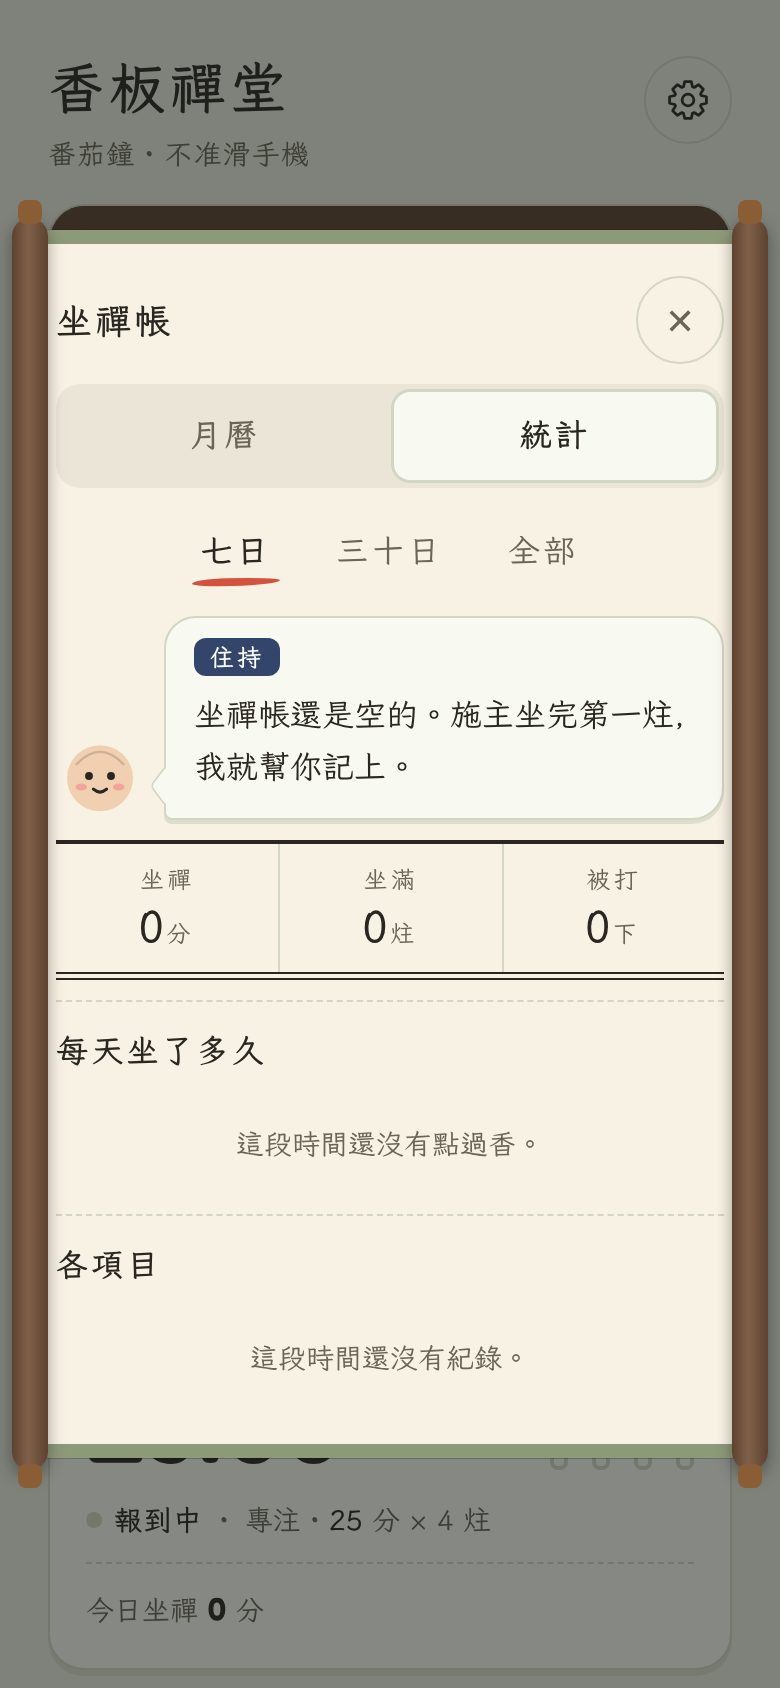 香板禪堂
番茄鐘・不准滑手機
坐禪帳
月曆
統計
七日
三十日
全部
住持
坐禪帳還是空的。施主坐完第一炷,
我就幫你記上。
坐禪
坐滿
被打
0分
0炷
0下
每天坐了多久
這段時間還沒有點過香。
各項目
這段時間還沒有紀錄。
報到中・專注・25 分 × 4 炷
今日坐禪 0 分